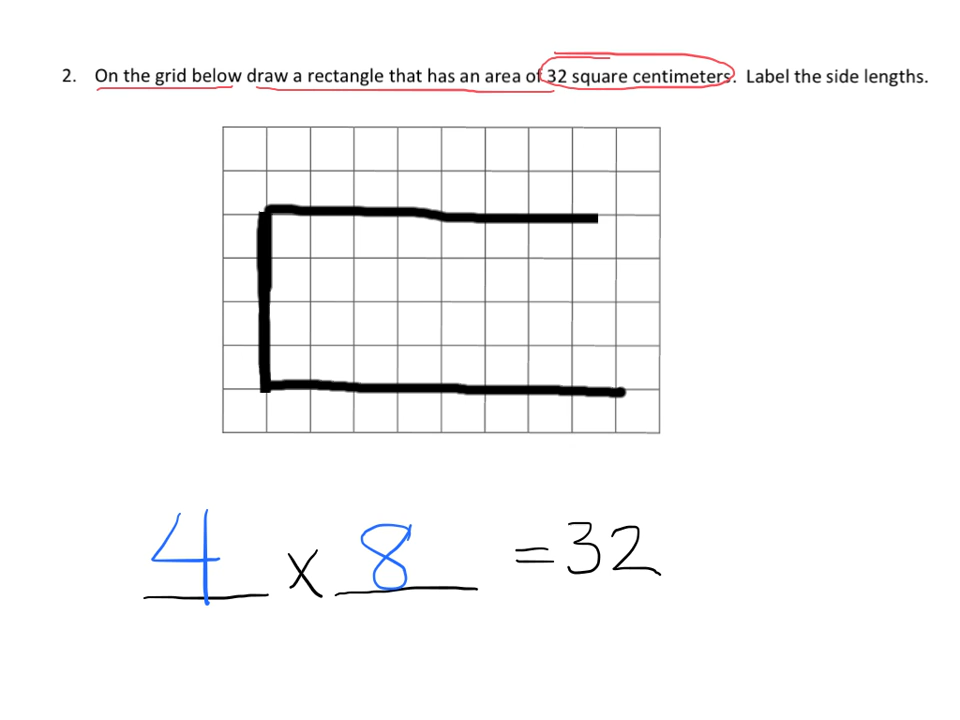 2. On the grid below draw a rectangle that has an area of 32 square centimeters. Label the side lengths.
4 x 8 = 32